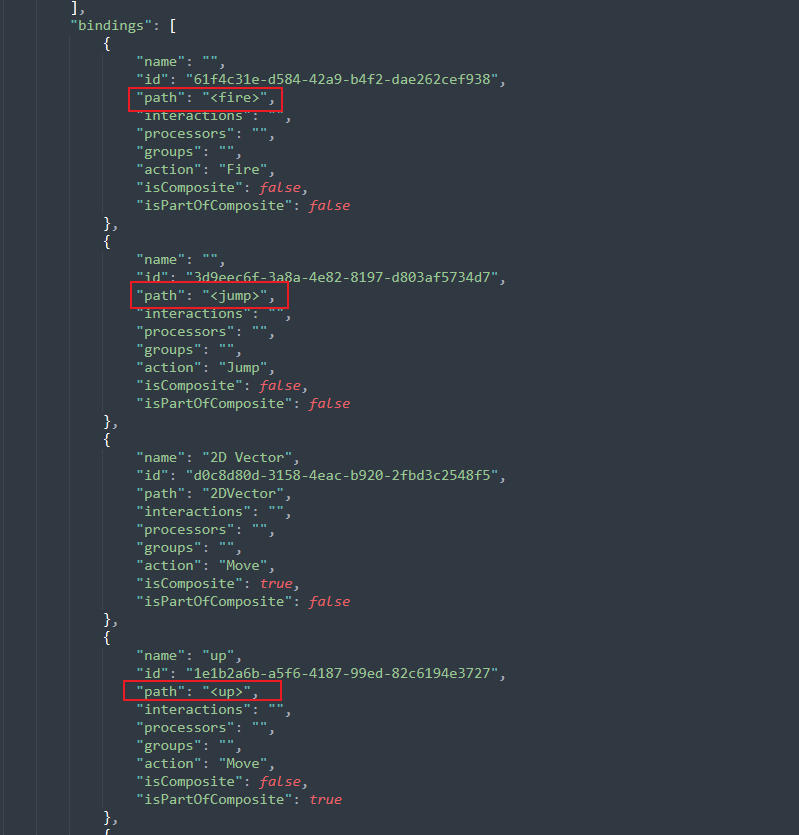 ],
"bindings": [
{
"name": "",
"id": "61f4c31e-d584-42a9-b4f2-dae262cef938",
"path": "<fire>",
"interactions": "",
"processors": "",
"groups": "",
"action": "Fire",
"isComposite": false,
"isPartOfComposite": false
},
{
"name": "",
"id": "3d9eec6f-3a8a-4e82-8197-d803af5734d7",
"path": "<jump>",
"interactions": "",
"processors": "",
"groups": "",
"action": "Jump",
"isComposite": false,
"isPartOfComposite": false
},
{
"name": "2D Vector",
"id": "d0c8d80d-3158-4eac-b920-2fbd3c2548f5",
"path": "2DVector",
"interactions": "",
"processors": "",
"groups": "",
"action": "Move",
"isComposite": true,
"isPartOfComposite": false
},
{
"name": "up",
"id": "1e1b2a6b-a5f6-4187-99ed-82c6194e3727",
"path": "<up>",
"interactions": "",
"processors": "",
"groups": "",
"action": "Move",
"isComposite": false,
"isPartOfComposite": true
},
{